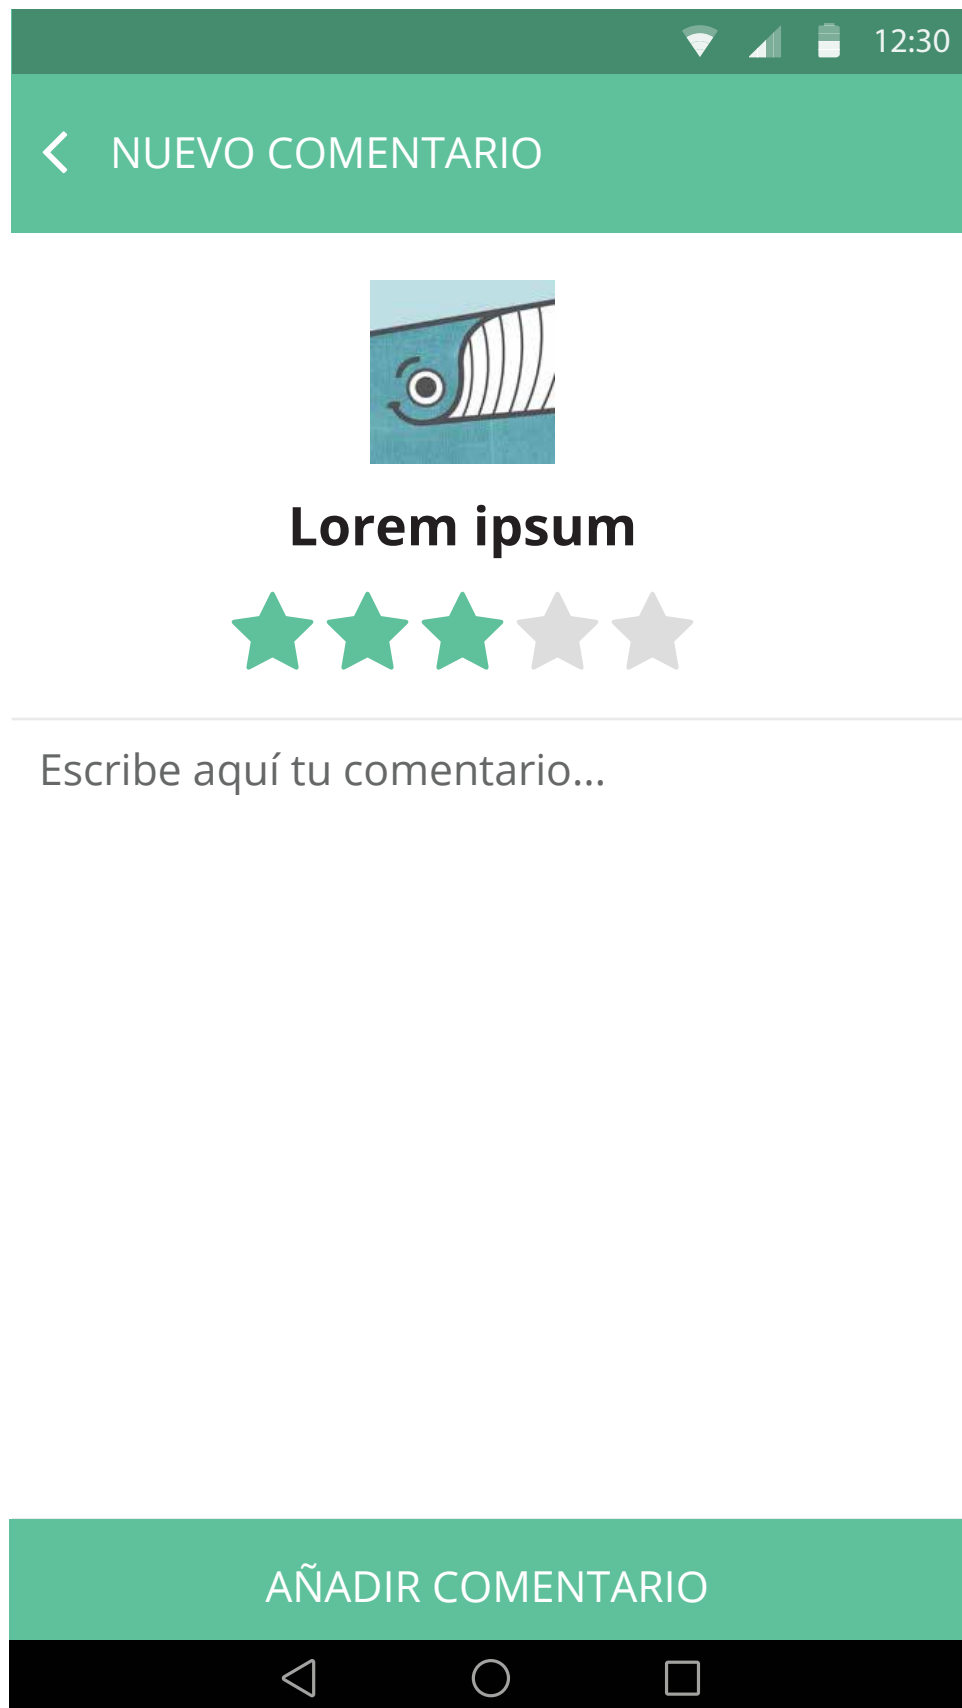 12:30
NUEVO COMENTARIO
Lorem ipsum
Escribe aquí tu comentario...
AÑADIR COMENTARIO